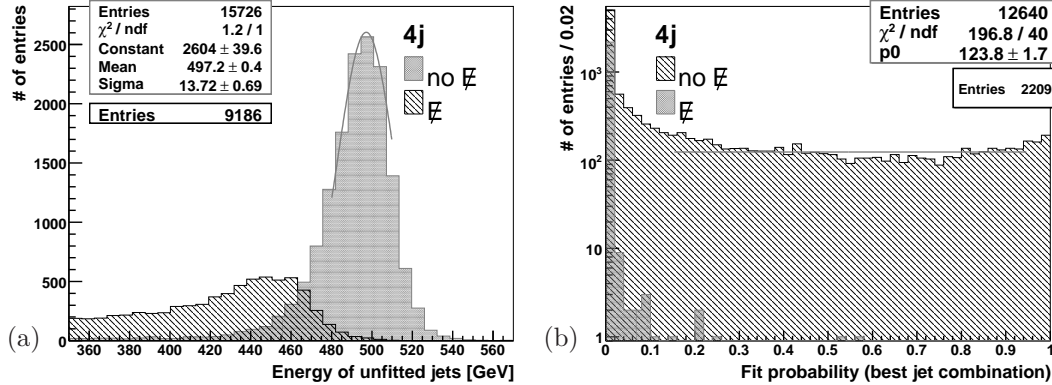 Entries 15726
χ² / ndf 1.2 / 1
Constant 2604 ± 39.6
Mean 497.2 ± 0.4
Sigma 13.72 ± 0.69
Entries 9186
4j
no E̸
E̸
# of entries
2500
2000
1500
1000
500
0
360 380 400 420 440 460 480 500 520 540 560
Energy of unfitted jets [GeV]
(a)
Entries 12640
χ² / ndf 196.8 / 40
p0 123.8 ± 1.7
Entries 2209
4j
no E̸
E̸
# of entries / 0.02
10³
10²
10
1
0 0.1 0.2 0.3 0.4 0.5 0.6 0.7 0.8 0.9 1
Fit probability (best jet combination)
(b)